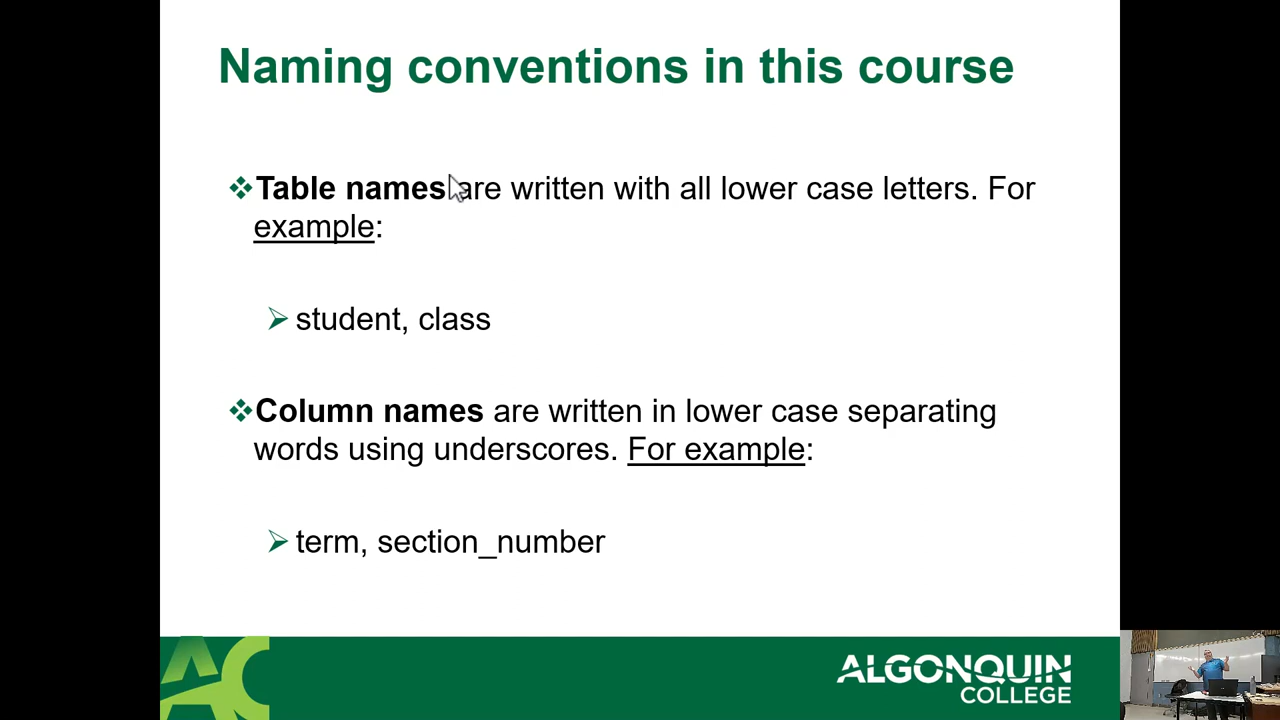 Naming conventions in this course
Table names are written with all lower case letters. For
example:
student, class
Column names are written in lower case separating
words using underscores. For example:
term, section_number
AC
ALGONQUIN
COLLEGE